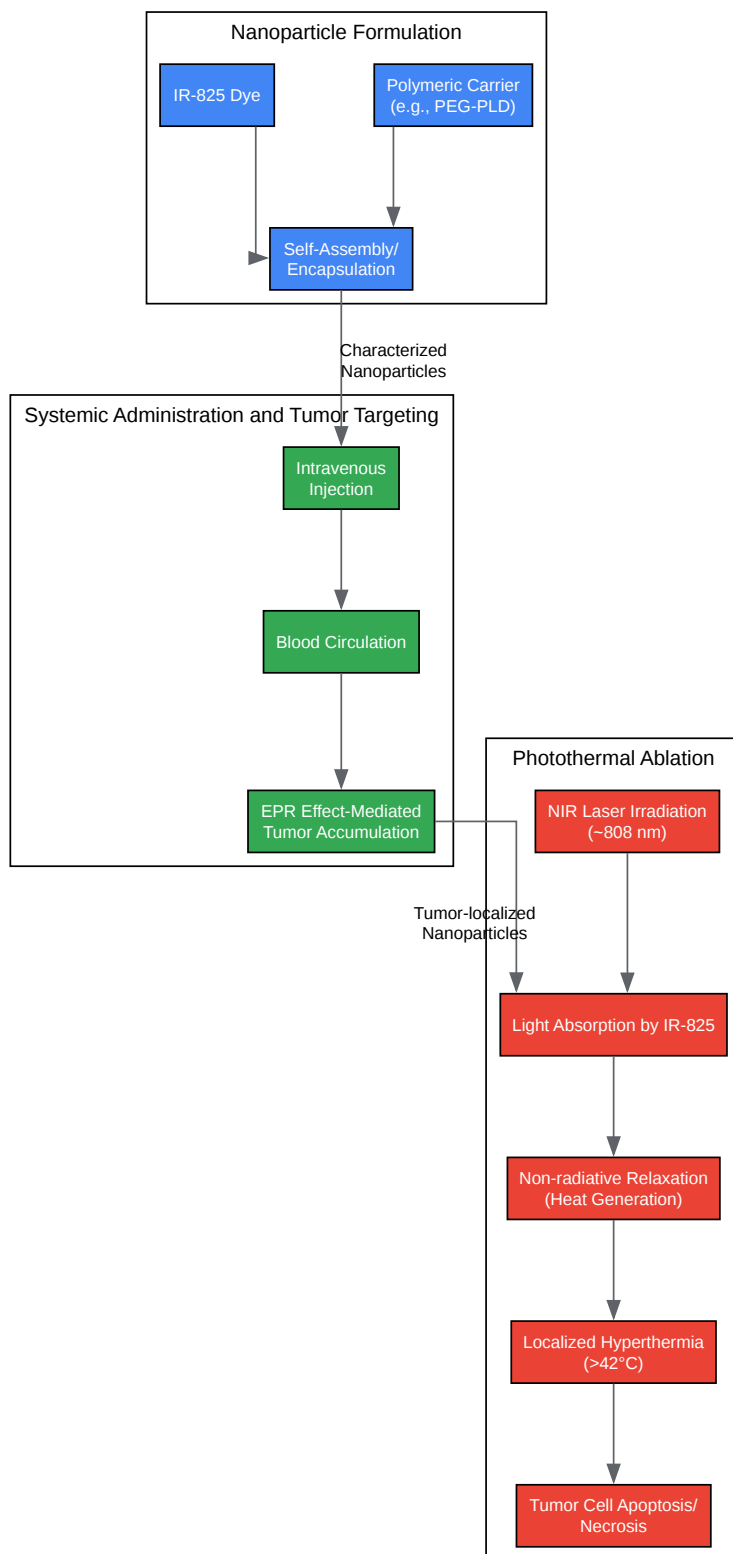 Nanoparticle Formulation
IR-825 Dye
Polymeric Carrier
(e.g., PEG-PLD)
Self-Assembly/
Encapsulation
Characterized
Nanoparticles
Systemic Administration and Tumor Targeting
Intravenous
Injection
Blood Circulation
EPR Effect-Mediated
Tumor Accumulation
Photothermal Ablation
NIR Laser Irradiation
(~808 nm)
Tumor-localized
Nanoparticles
Light Absorption by IR-825
Non-radiative Relaxation
(Heat Generation)
Localized Hyperthermia
(>42°C)
Tumor Cell Apoptosis/
Necrosis